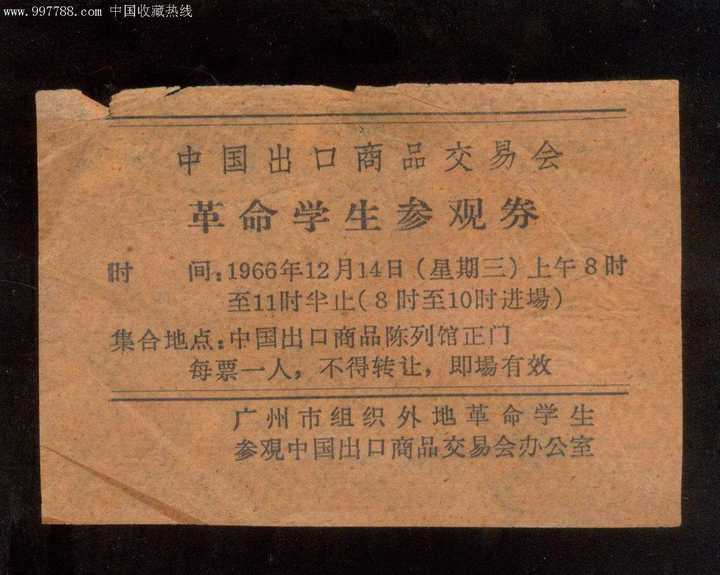 www.997788.com 中国收藏热线
中国出口商品交易会
革命学生参观券
时 间：1966年12月14日（星期三）上午8时
至11时半止（8时至10时进場）
集合地点：中国出口商品陈列馆正门
每票一人，不得转让，即場有效
广州市组织外地革命学生
参观中国出口商品交易会办公室